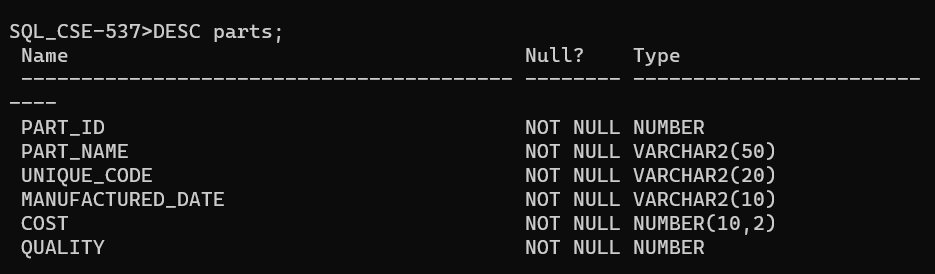 SQL_CSE-537>DESC parts;
 Name                                      Null?    Type
 ----------------------------------------- -------- ------------------------
----
 PART_ID                                   NOT NULL NUMBER
 PART_NAME                                 NOT NULL VARCHAR2(50)
 UNIQUE_CODE                               NOT NULL VARCHAR2(20)
 MANUFACTURED_DATE                         NOT NULL VARCHAR2(10)
 COST                                      NOT NULL NUMBER(10,2)
 QUALITY                                   NOT NULL NUMBER